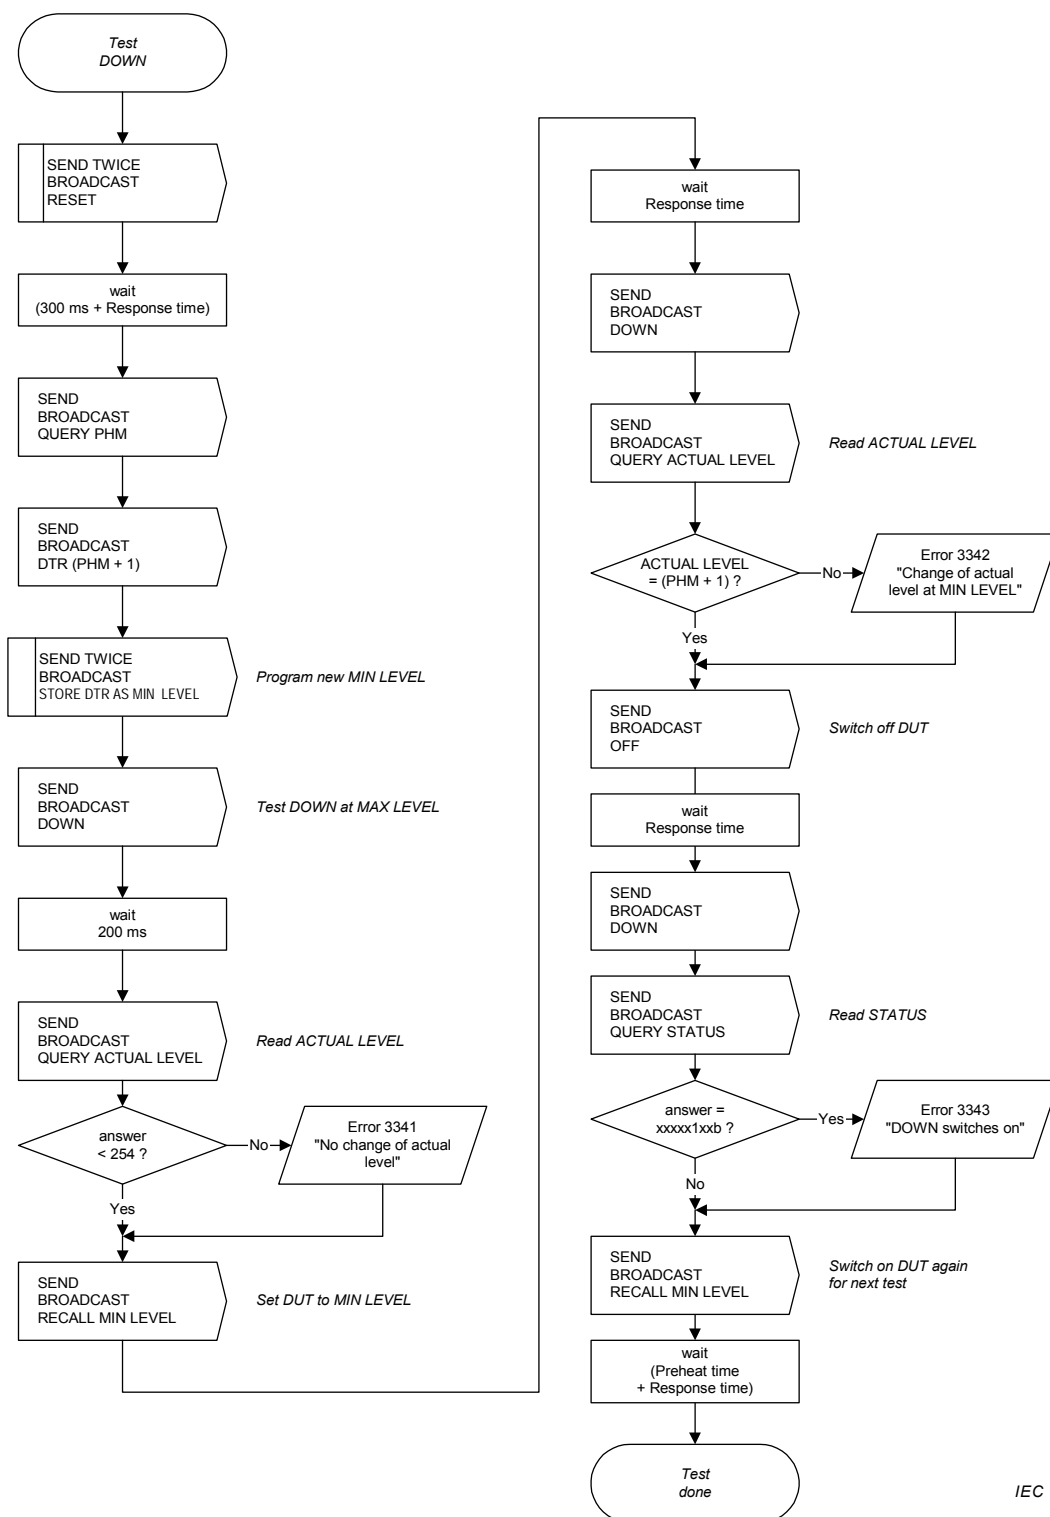 Test
DOWN
SEND TWICE
BROADCAST
RESET
wait
(300 ms + Response time)
SEND
BROADCAST
QUERY PHM
SEND
BROADCAST
DTR (PHM + 1)
SEND TWICE
BROADCAST
STORE DTR AS MIN LEVEL
Program new MIN LEVEL
SEND
BROADCAST
DOWN
Test DOWN at MAX LEVEL
wait
200 ms
SEND
BROADCAST
QUERY ACTUAL LEVEL
Read ACTUAL LEVEL
answer
< 254 ?
No
Error 3341
"No change of actual
level"
Yes
SEND
BROADCAST
RECALL MIN LEVEL
Set DUT to MIN LEVEL
wait
Response time
SEND
BROADCAST
DOWN
SEND
BROADCAST
QUERY ACTUAL LEVEL
Read ACTUAL LEVEL
ACTUAL LEVEL
= (PHM + 1) ?
No
Error 3342
"Change of actual
level at MIN LEVEL"
Yes
SEND
BROADCAST
OFF
Switch off DUT
wait
Response time
SEND
BROADCAST
DOWN
SEND
BROADCAST
QUERY STATUS
Read STATUS
answer =
xxxxx1xxb ?
Yes
Error 3343
"DOWN switches on"
No
SEND
BROADCAST
RECALL MIN LEVEL
Switch on DUT again
for next test
wait
(Preheat time
+ Response time)
Test
done
IEC